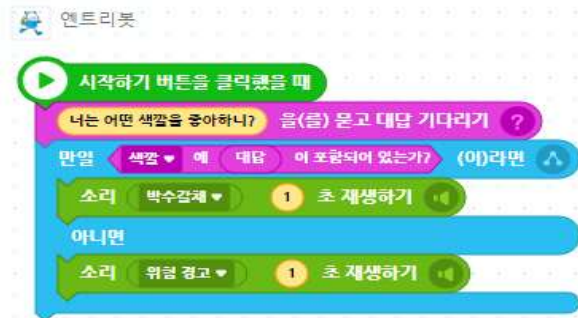 엔트리봇
시작하기 버튼을 클릭했을 때
너는 어떤 색깔을 좋아하니? 을(를) 묻고 대답 기다리기 ?
만일 색깔 에 대답 이 포함되어 있는가? (이)라면
소리 박수갈채 1 초 재생하기
아니면
소리 위험 경고 1 초 재생하기